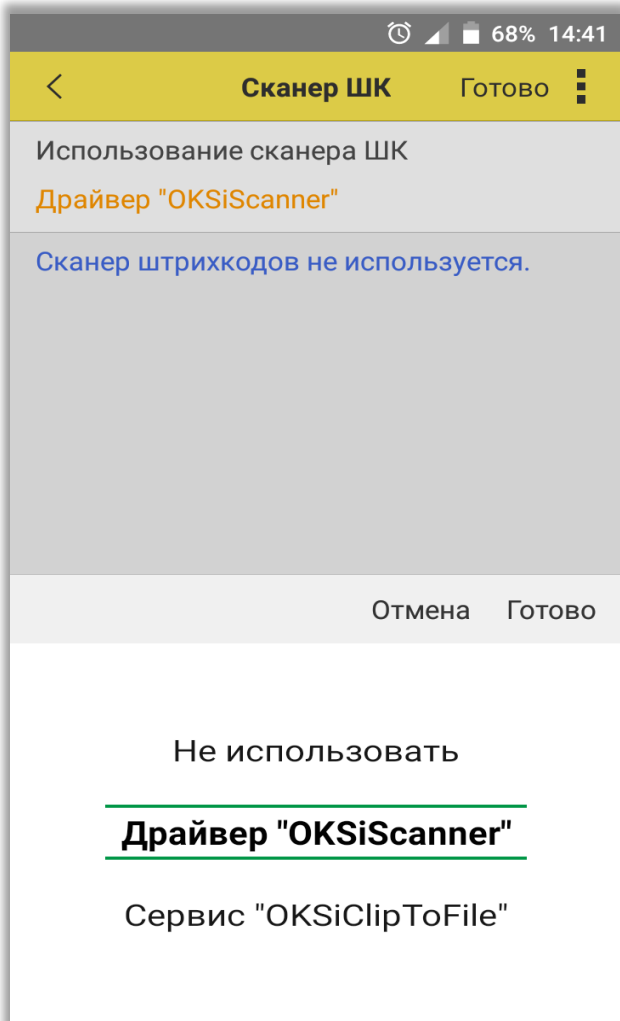 68% 14:41
Сканер ШК Готово
Использование сканера ШК
Драйвер "OKSiScanner"
Сканер штрихкодов не используется.
Отмена Готово
Не использовать
Драйвер "OKSiScanner"
Сервис "OKSiClipToFile"